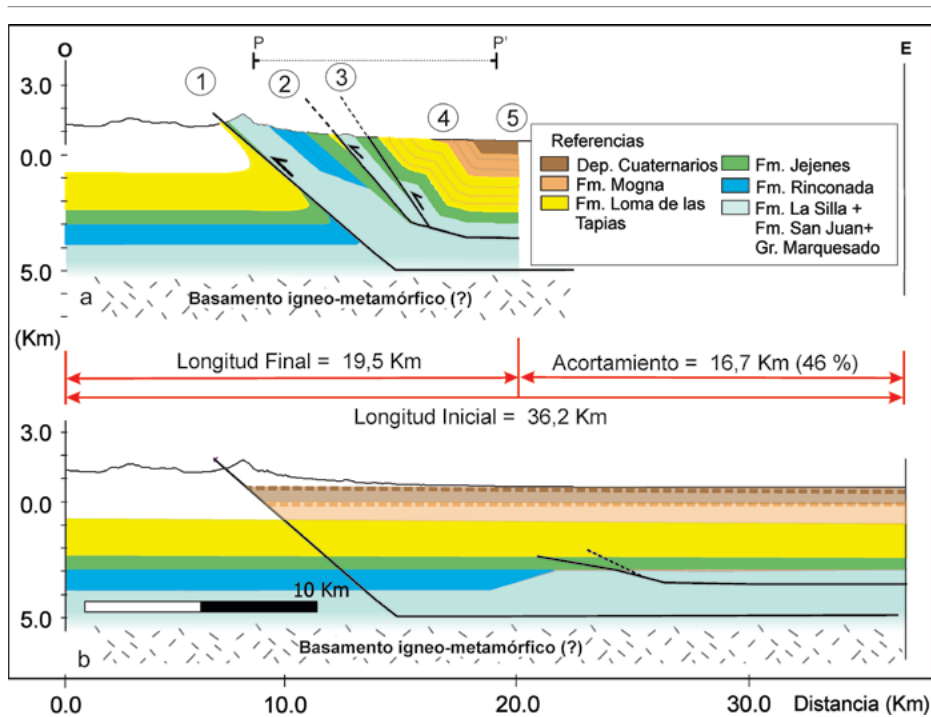 O
P
P'
E
1
2
3
4
5
3.0
0.0
5.0
(Km)
Referencias
Dep. Cuaternarios
Fm. Mogna
Fm. Loma de las
Tapias
Fm. Jejenes
Fm. Rinconada
Fm. La Silla +
Fm. San Juan+
Gr. Marquesado
a
Basamento igneo-metamórfico (?)
Longitud Final = 19,5 Km
Acortamiento = 16,7 Km (46 %)
Longitud Inicial = 36,2 Km
3.0
0.0
5.0
10 Km
b
Basamento igneo-metamórfico (?)
0.0
10.0
20.0
30.0
Distancia (Km)